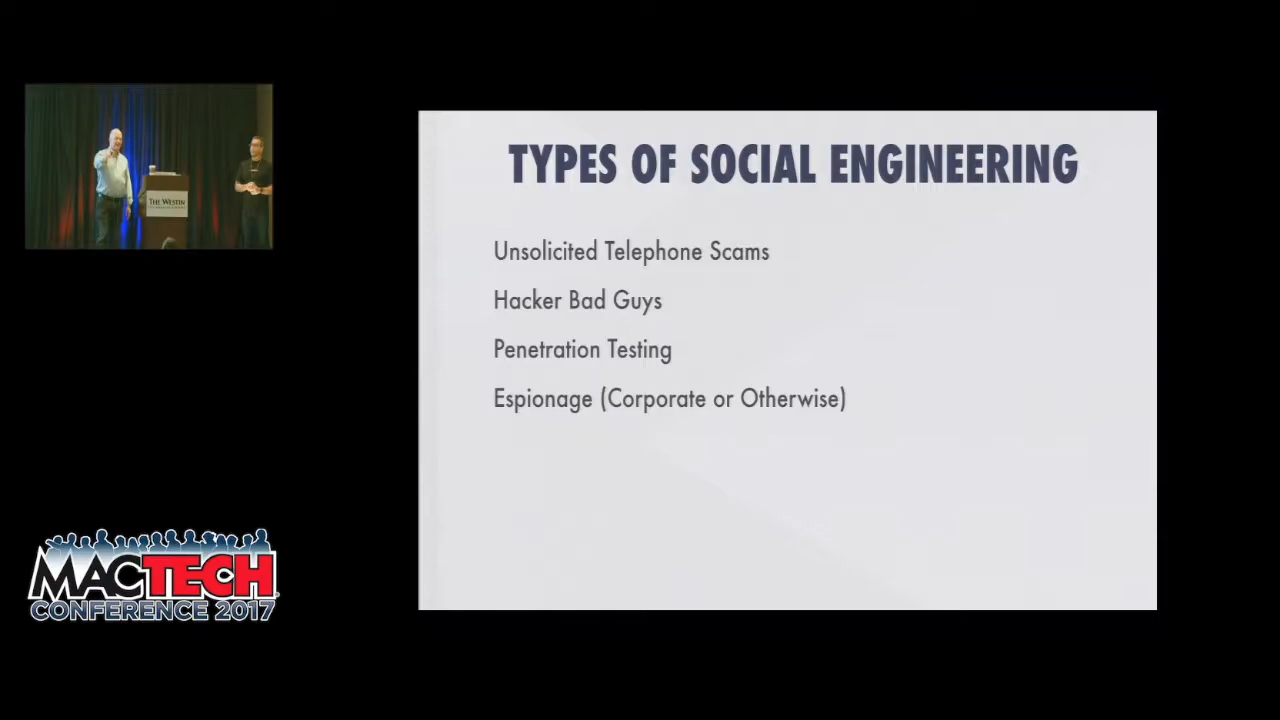 TYPES OF SOCIAL ENGINEERING
Unsolicited Telephone Scams
Hacker Bad Guys
Penetration Testing
Espionage (Corporate or Otherwise)
THE WESTIN
MACTECH
CONFERENCE 2017